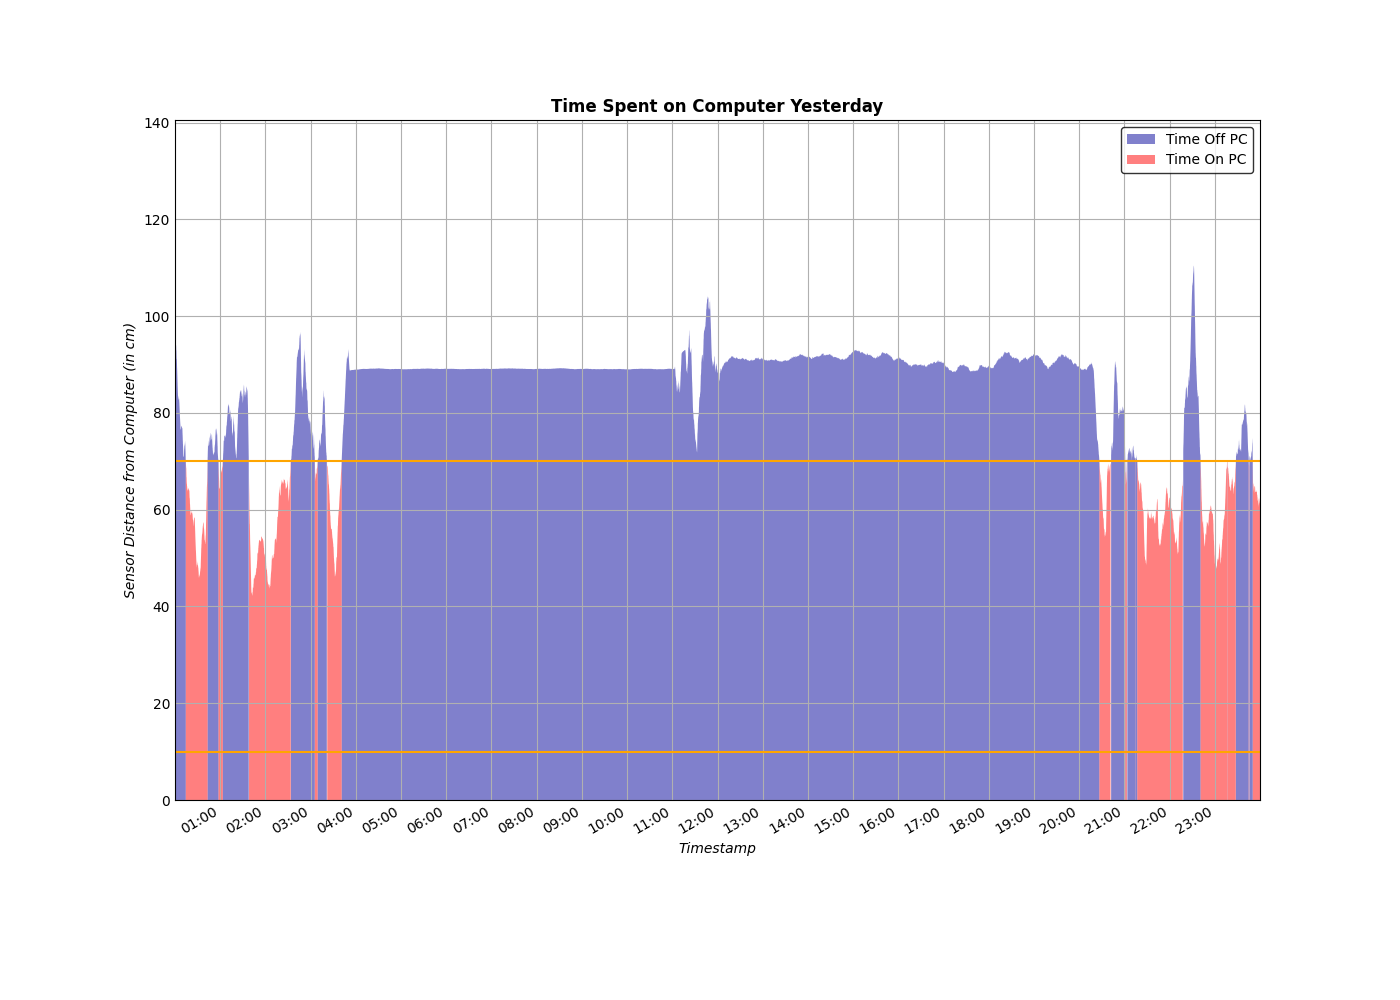 Time Spent on Computer Yesterday
Time Off PC
Time On PC
Sensor Distance from Computer (in cm)
140
120
100
80
60
40
20
0
01:00 02:00 03:00 04:00 05:00 06:00 07:00 08:00 09:00 10:00 11:00 12:00 13:00 14:00 15:00 16:00 17:00 18:00 19:00 20:00 21:00 22:00 23:00
Timestamp